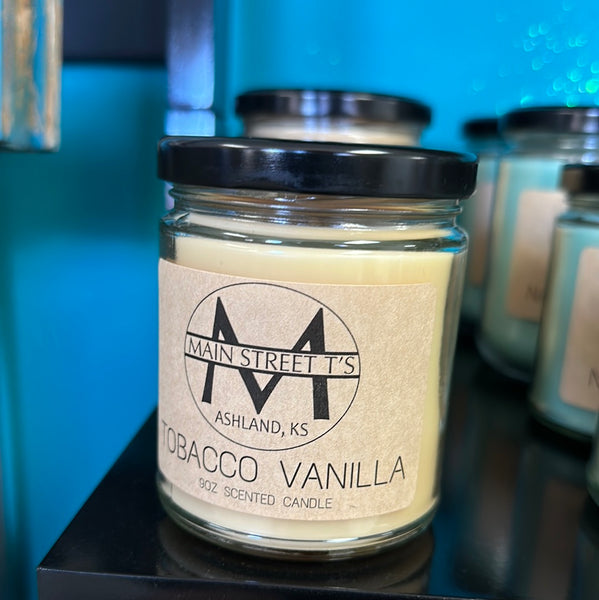 M
MAIN STREET T'S
ASHLAND, KS
TOBACCO VANILLA
9OZ SCENTED CANDLE